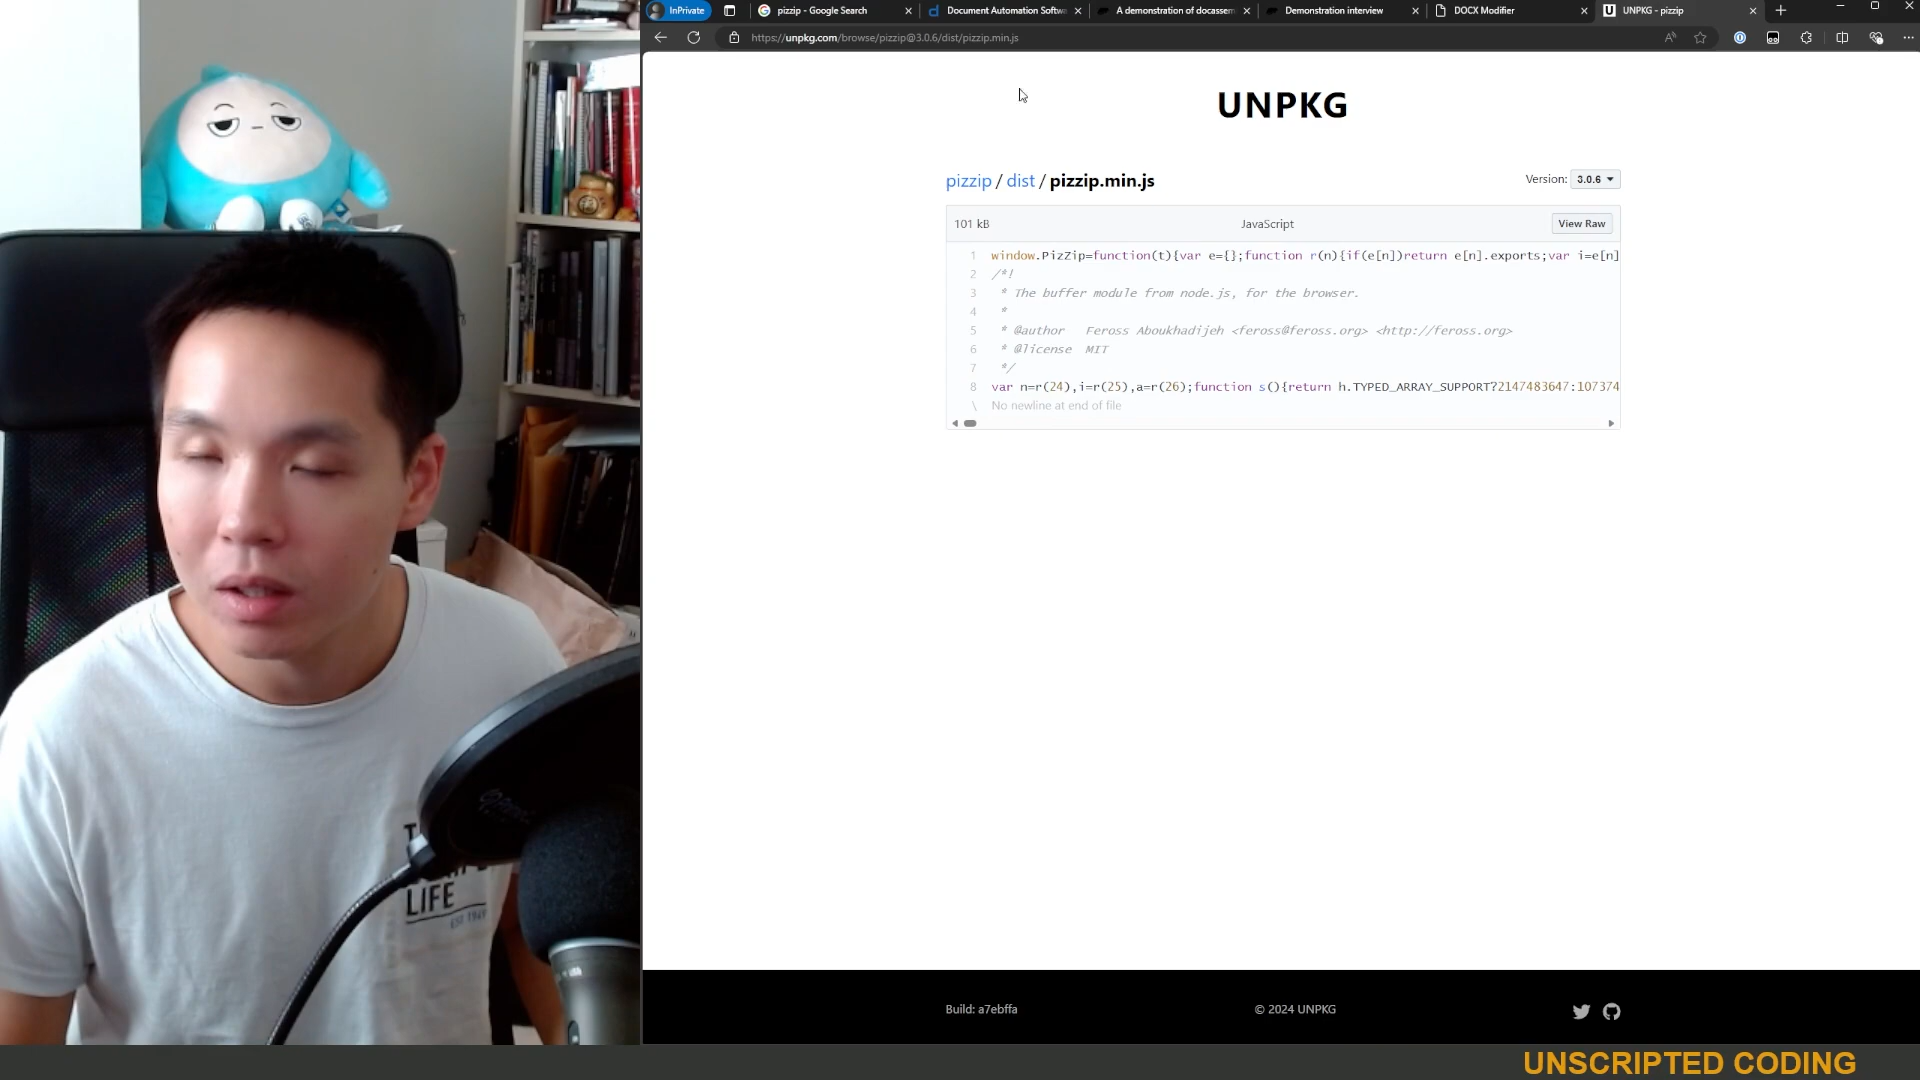 InPrivate
pizzip - Google Search
Document Automation Softwa
A demonstration of docassem
Demonstration interview
DOCX Modifier
UNPKG - pizzip
https://unpkg.com/browse/pizzip@3.0.6/dist/pizzip.min.js
UNPKG
pizzip / dist / pizzip.min.js
Version: 3.0.6
101 kB
JavaScript
View Raw
1 window.PizZip=function(t){var e={};function r(n){if(e[n])return e[n].exports;var i=e[n]
2 /*!
3 * The buffer module from node.js, for the browser.
4 *
5 * @author   Feross Aboukhadijeh <feross@feross.org> <http://feross.org>
6 * @license  MIT
7 */
8 var n=r(24),i=r(25),a=r(26);function s(){return h.TYPED_ARRAY_SUPPORT?2147483647:107374
\ No newline at end of file
LIFE
EST 1949
Build: a7ebffa
© 2024 UNPKG
UNSCRIPTED CODING